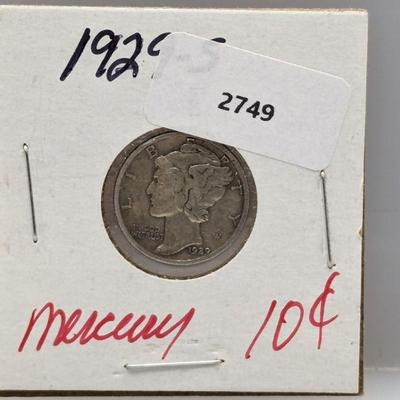 1929-S
2749
LIBERTY
IN GOD
WE TRUST
1929
Mercury 10¢